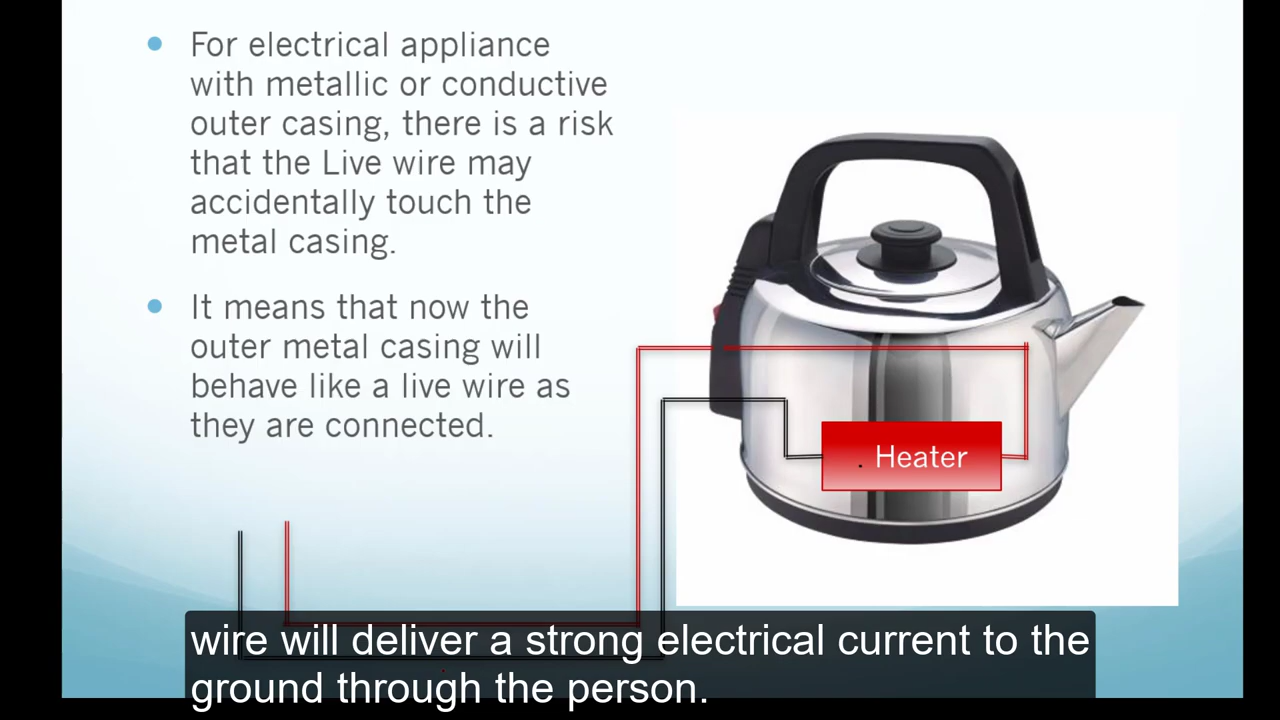 For electrical appliance
with metallic or conductive
outer casing, there is a risk
that the Live wire may
accidentally touch the
metal casing.
It means that now the
outer metal casing will
behave like a live wire as
they are connected.
. Heater
wire will deliver a strong electrical current to the
ground through the person.